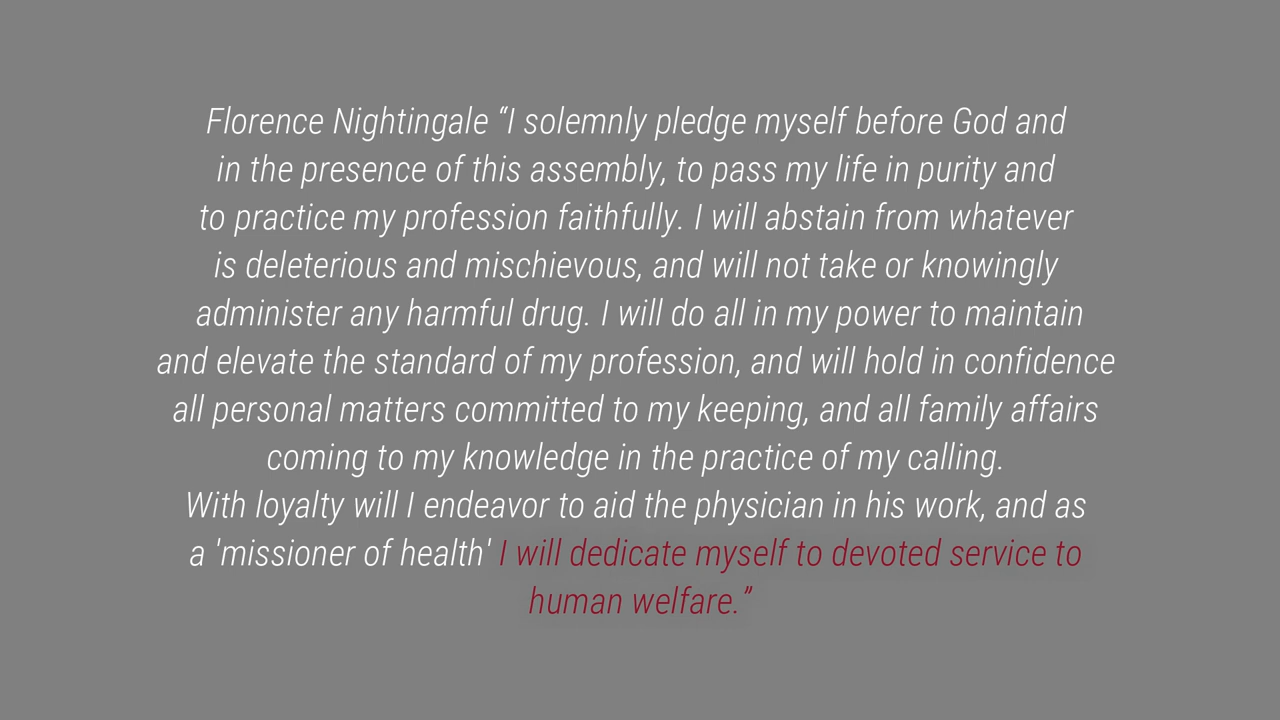 Florence Nightingale “I solemnly pledge myself before God and
in the presence of this assembly, to pass my life in purity and
to practice my profession faithfully. I will abstain from whatever
is deleterious and mischievous, and will not take or knowingly
administer any harmful drug. I will do all in my power to maintain
and elevate the standard of my profession, and will hold in confidence
all personal matters committed to my keeping, and all family affairs
coming to my knowledge in the practice of my calling.
With loyalty will I endeavor to aid the physician in his work, and as
a 'missioner of health' I will dedicate myself to devoted service to
human welfare.”